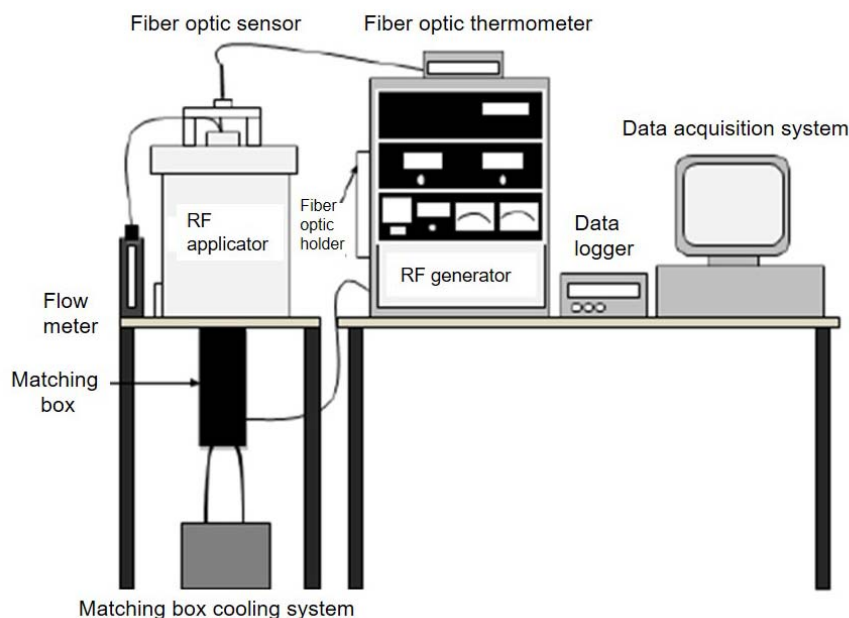 Fiber optic sensor
Fiber optic thermometer
Data acquisition system
RF
applicator
Fiber
optic
holder
RF generator
Data
logger
Flow
meter
Matching
box
Matching box cooling system